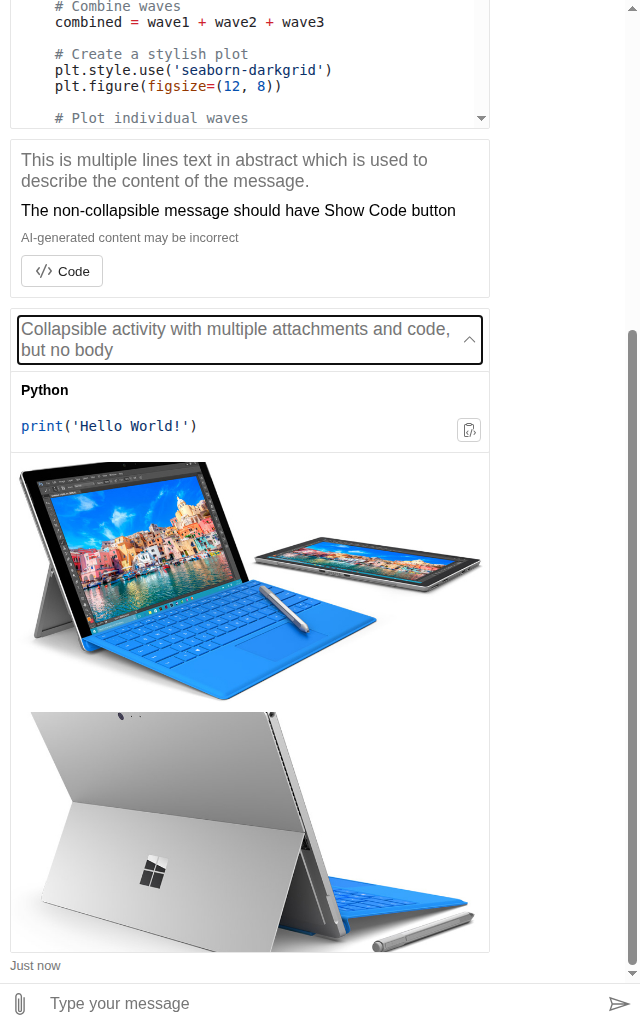 # Combine waves
combined = wave1 + wave2 + wave3
# Create a stylish plot
plt.style.use('seaborn-darkgrid')
plt.figure(figsize=(12, 8))
# Plot individual waves
This is multiple lines text in abstract which is used to
describe the content of the message.
The non-collapsible message should have Show Code button
AI-generated content may be incorrect
Code
Collapsible activity with multiple attachments and code,
but no body
Python
print('Hello World!')
Just now
Type your message